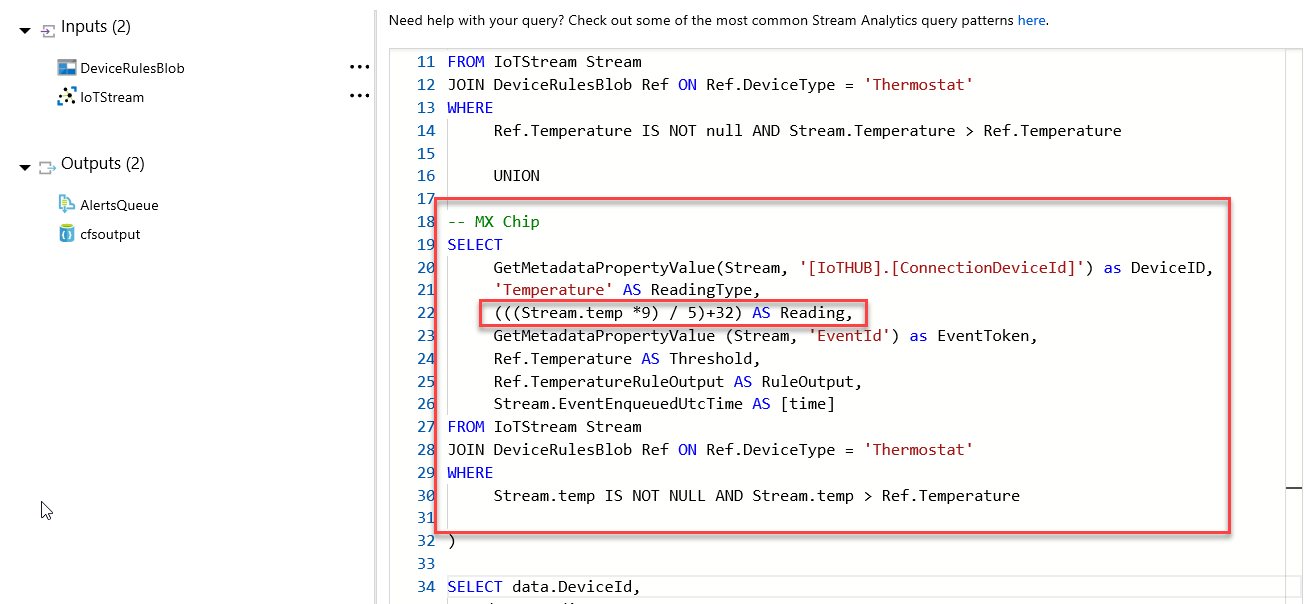 Inputs (2)
DeviceRulesBlob
IoTStream
Outputs (2)
AlertsQueue
cfsoutput
Need help with your query? Check out some of the most common Stream Analytics query patterns here.
11 FROM IoTStream Stream
12 JOIN DeviceRulesBlob Ref ON Ref.DeviceType = 'Thermostat'
13 WHERE
14 Ref.Temperature IS NOT null AND Stream.Temperature > Ref.Temperature
15
16 UNION
17
18 -- MX Chip
19 SELECT
20 GetMetadataPropertyValue(Stream, '[IoTHUB].[ConnectionDeviceId]') as DeviceID,
21 'Temperature' AS ReadingType,
22 (((Stream.temp *9) / 5)+32) AS Reading,
23 GetMetadataPropertyValue (Stream, 'EventId') as EventToken,
24 Ref.Temperature AS Threshold,
25 Ref.TemperatureRuleOutput AS RuleOutput,
26 Stream.EventEnqueuedUtcTime AS [time]
27 FROM IoTStream Stream
28 JOIN DeviceRulesBlob Ref ON Ref.DeviceType = 'Thermostat'
29 WHERE
30 Stream.temp IS NOT NULL AND Stream.temp > Ref.Temperature
31
32 )
33
34 SELECT data.DeviceId,